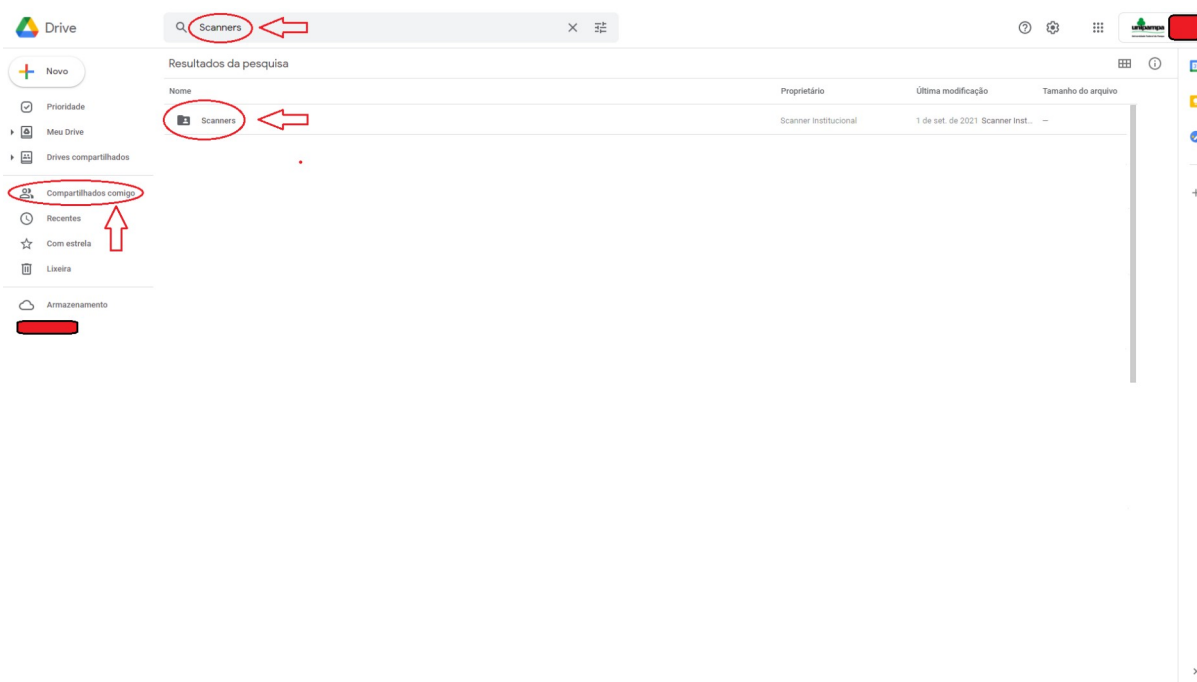 Drive
Scanners
unipampa
Novo
Resultados da pesquisa
Nome
Proprietário
Última modificação
Tamanho do arquivo
Scanners
Scanner Institucional
1 de set. de 2021 Scanner Inst...
—
Prioridade
Meu Drive
Drives compartilhados
Compartilhados comigo
Recentes
Com estrela
Lixeira
Armazenamento